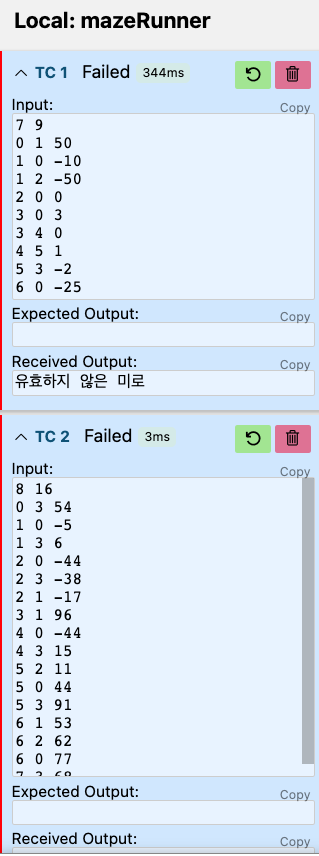 Local: mazeRunner
TC 1 Failed 344ms
Input:
Copy
7 9
0 1 50
1 0 -10
1 2 -50
2 0 0
3 0 3
3 4 0
4 5 1
5 3 -2
6 0 -25
Expected Output:
Copy
Received Output:
Copy
유효하지 않은 미로
TC 2 Failed 3ms
Input:
Copy
8 16
0 3 54
1 0 -5
1 3 6
2 0 -44
2 3 -38
2 1 -17
3 1 96
4 0 -44
4 3 15
5 2 11
5 0 44
5 3 91
6 1 53
6 2 62
6 0 77
7 3 68
Expected Output:
Copy
Received Output:
Copy